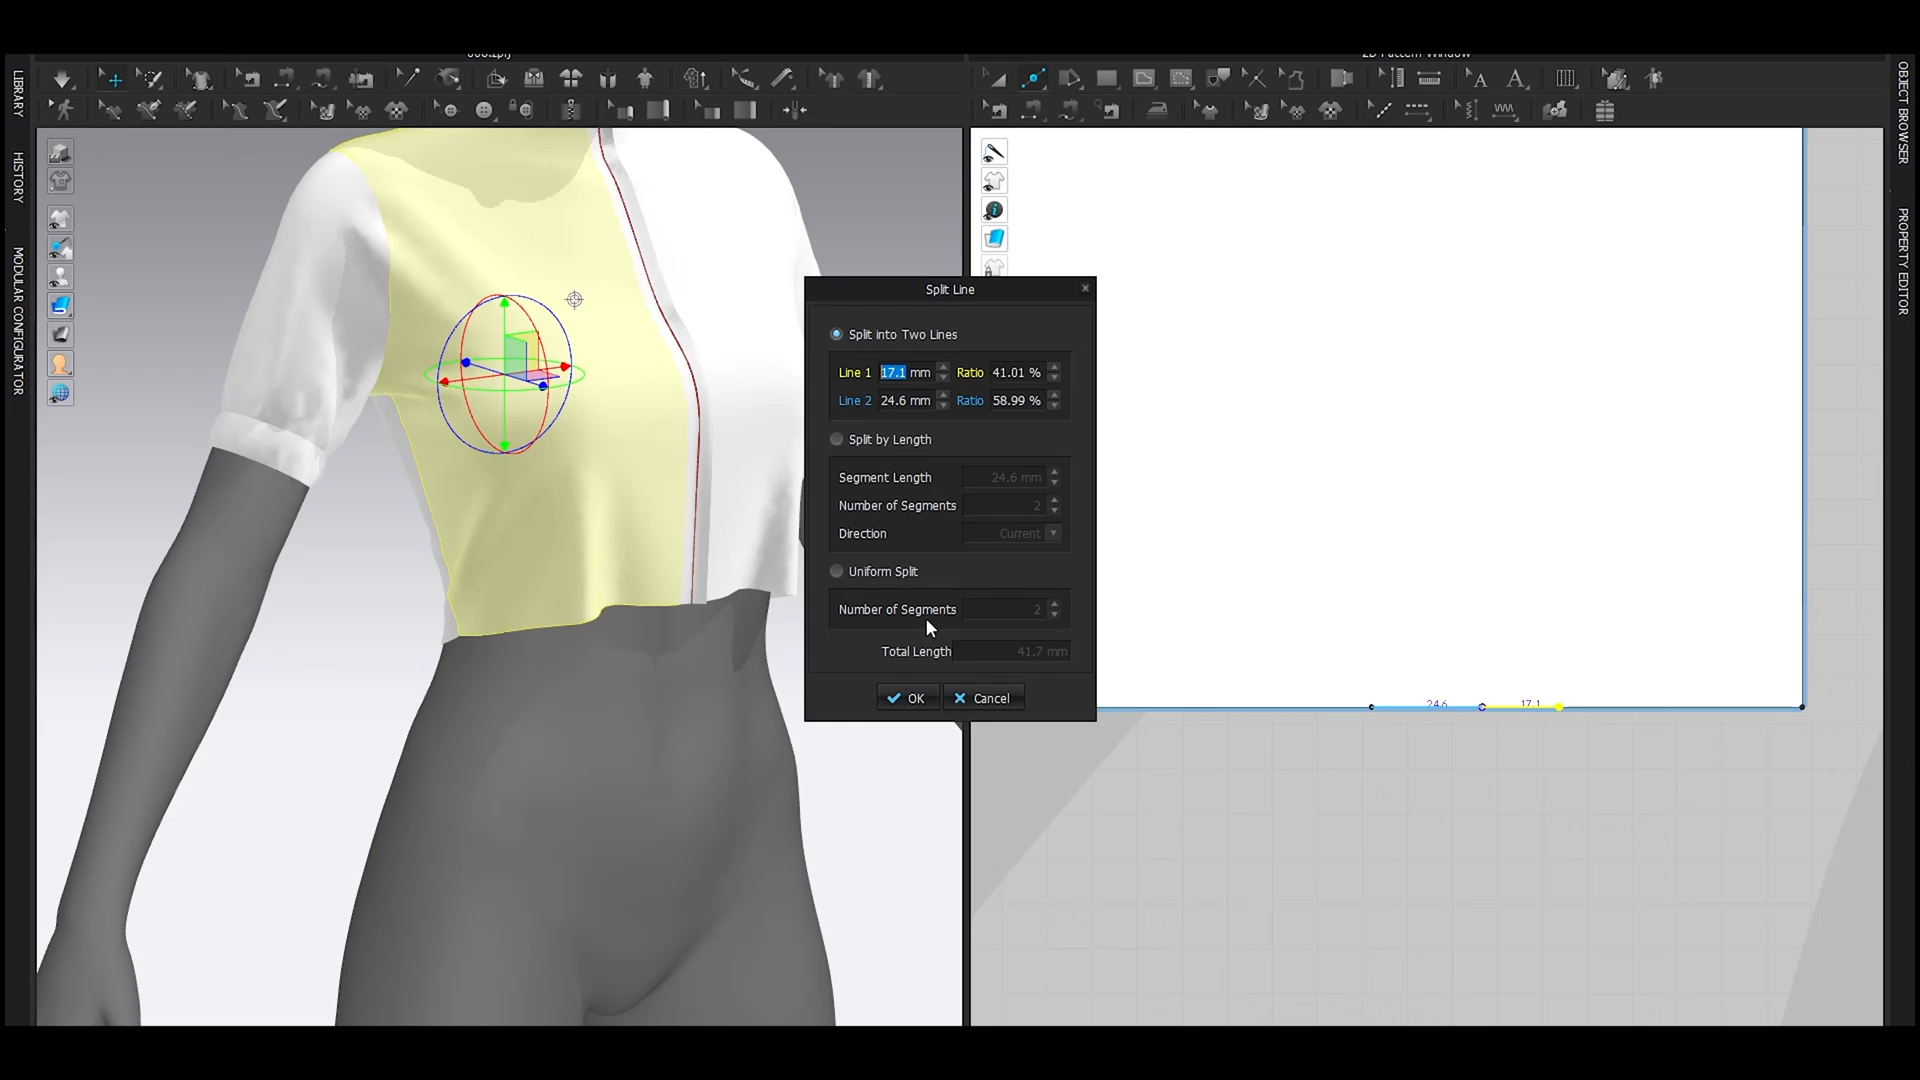 2D Pattern Window
LIBRARY
HISTORY
MODULAR CONFIGURATOR
OBJECT BROWSER
PROPERTY EDITOR
Split Line
Split into Two Lines
Line 1 17.1 mm Ratio 41.01 %
Line 2 24.6 mm Ratio 58.99 %
Split by Length
Segment Length 24.6 mm
Number of Segments 2
Direction Current
Uniform Split
Number of Segments 2
Total Length 41.7 mm
OK Cancel
24.6 17.1